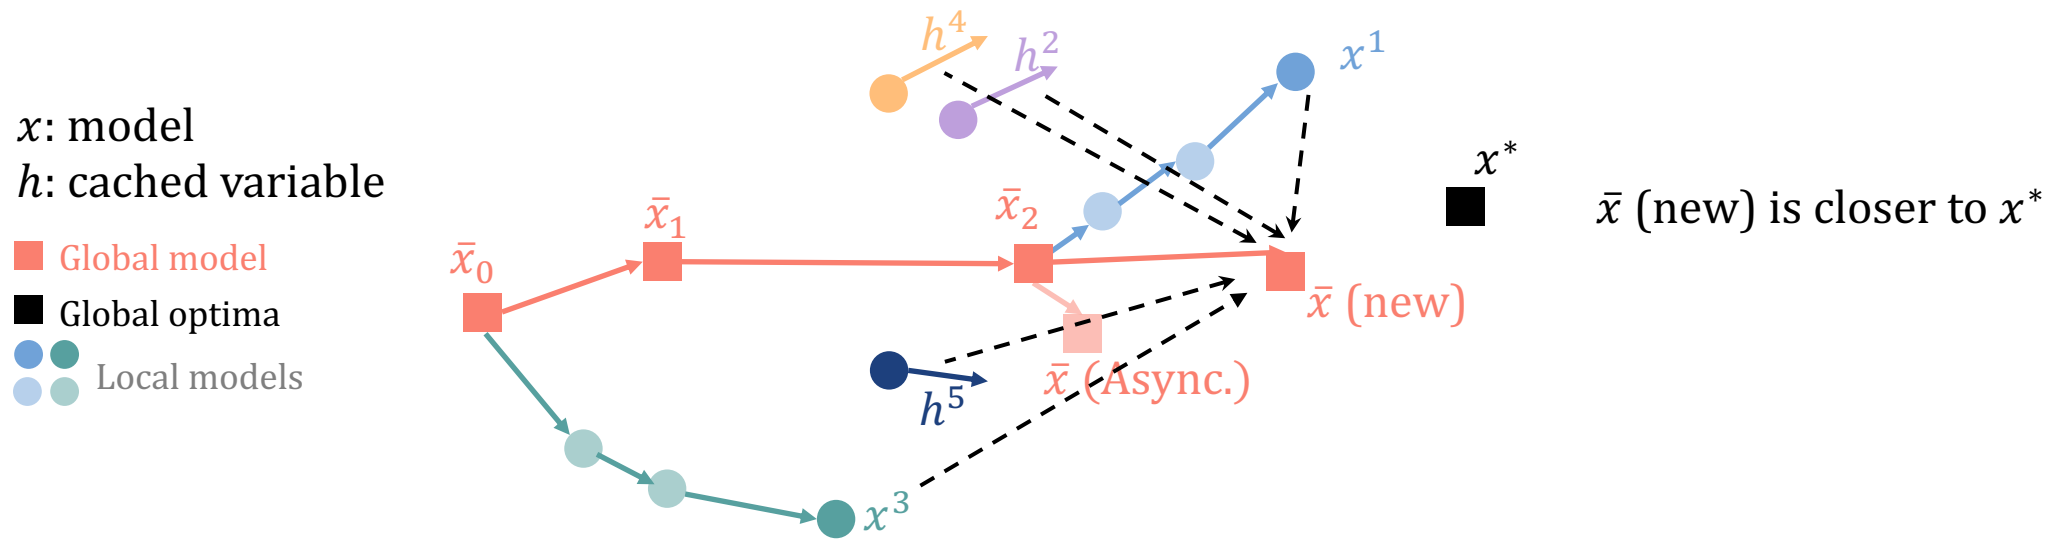 x: model
h: cached variable
Global model
Global optima
Local models
x̄₀
x̄₁
x̄₂
h⁴
h²
x¹
x*
x̄ (new) is closer to x*
x̄ (new)
x̄ (Async.)
h⁵
x³